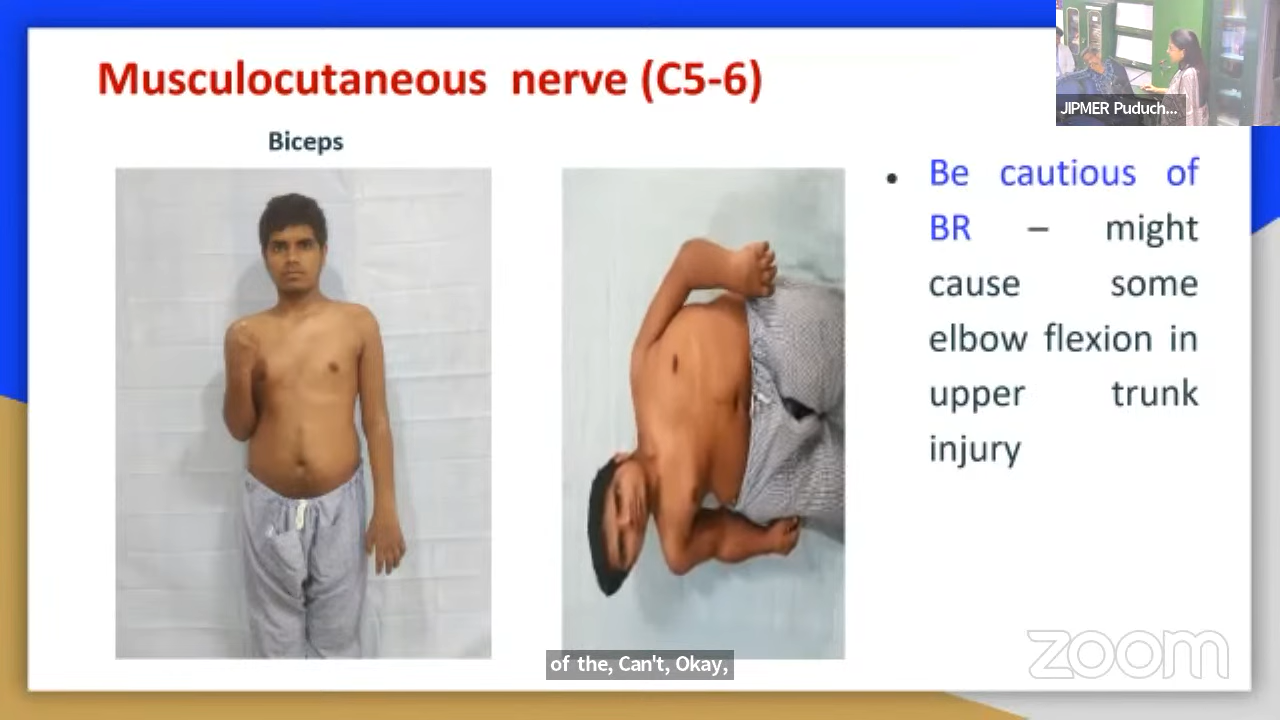 Musculocutaneous nerve (C5-6)
JIPMER Puduch...
Biceps
• Be cautious of
BR – might
cause some
elbow flexion in
upper trunk
injury
of the, Can't, Okay,
zoom